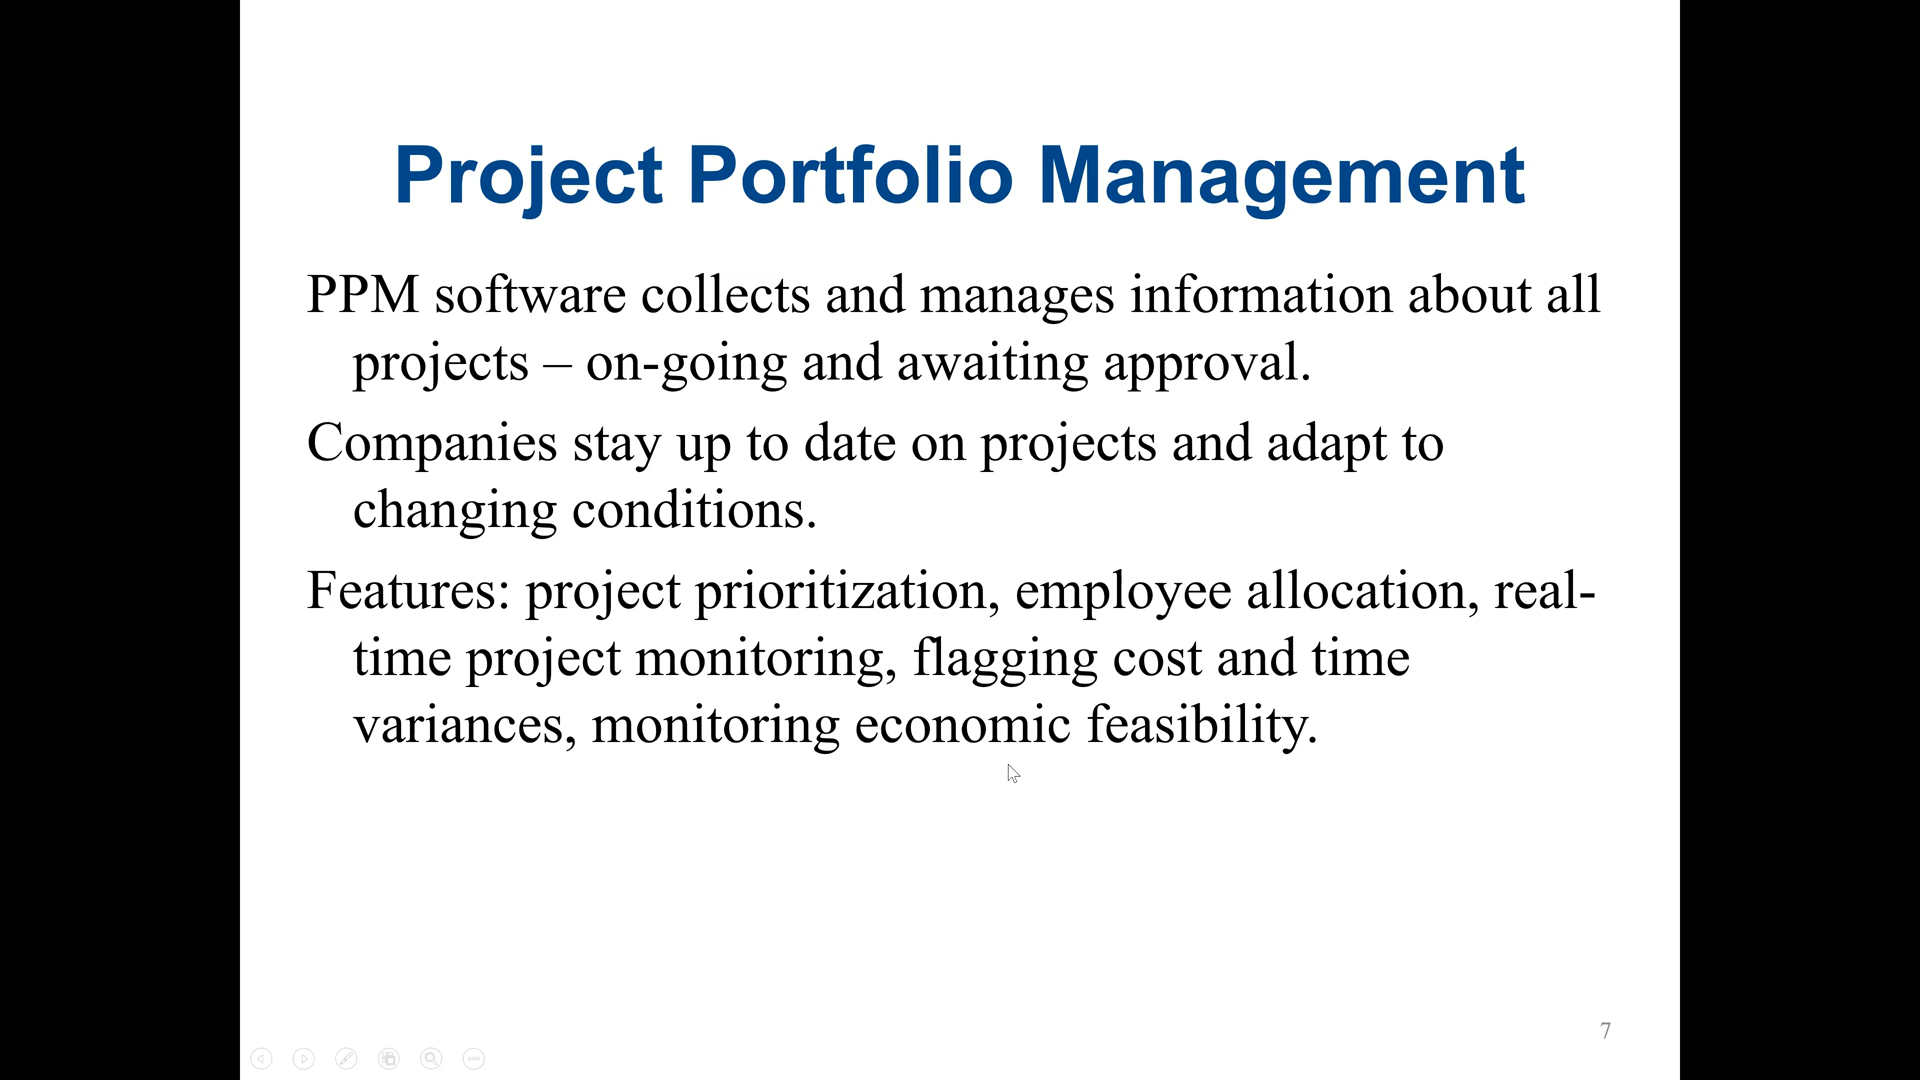 Project Portfolio Management
PPM software collects and manages information about all
projects – on-going and awaiting approval.
Companies stay up to date on projects and adapt to
changing conditions.
Features: project prioritization, employee allocation, real-
time project monitoring, flagging cost and time
variances, monitoring economic feasibility.
7